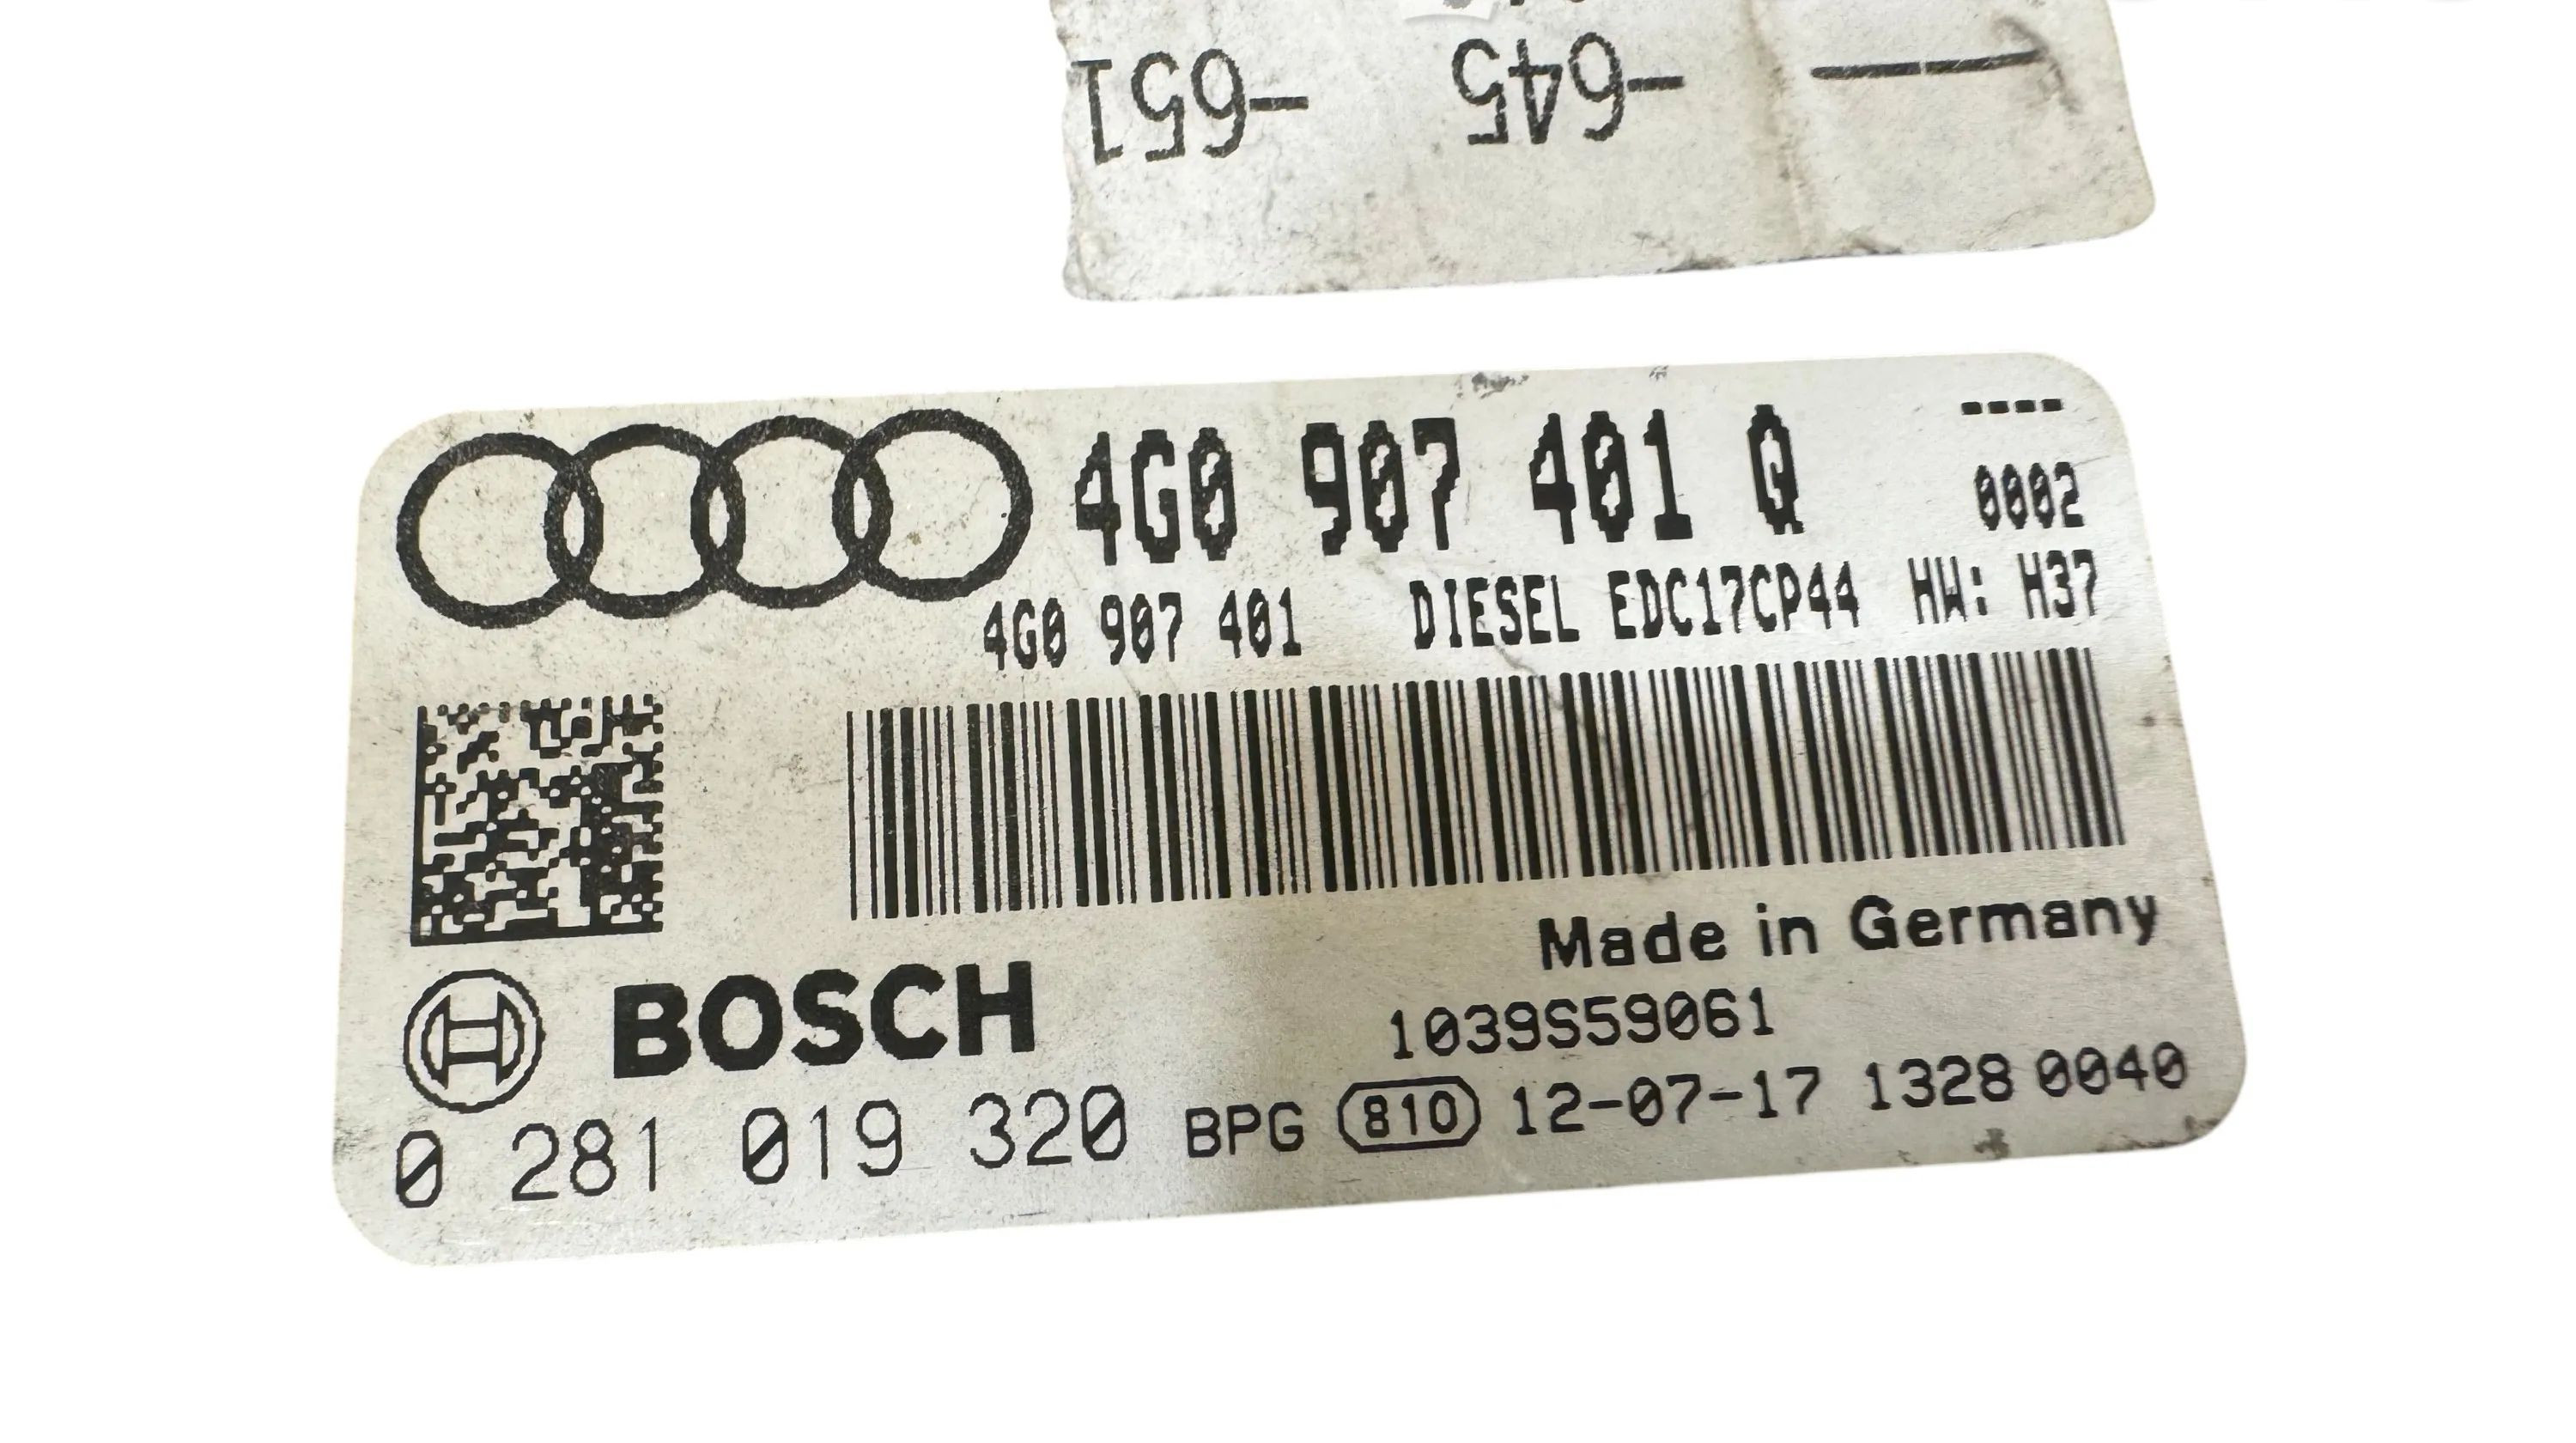 -645 -651
4G0 907 401 Q ----
0002
4G0 907 401 DIESEL EDC17CP44 HW: H37
Made in Germany
BOSCH
1039S59061
0 281 019 320 BPG 810 12-07-17 1328 0040